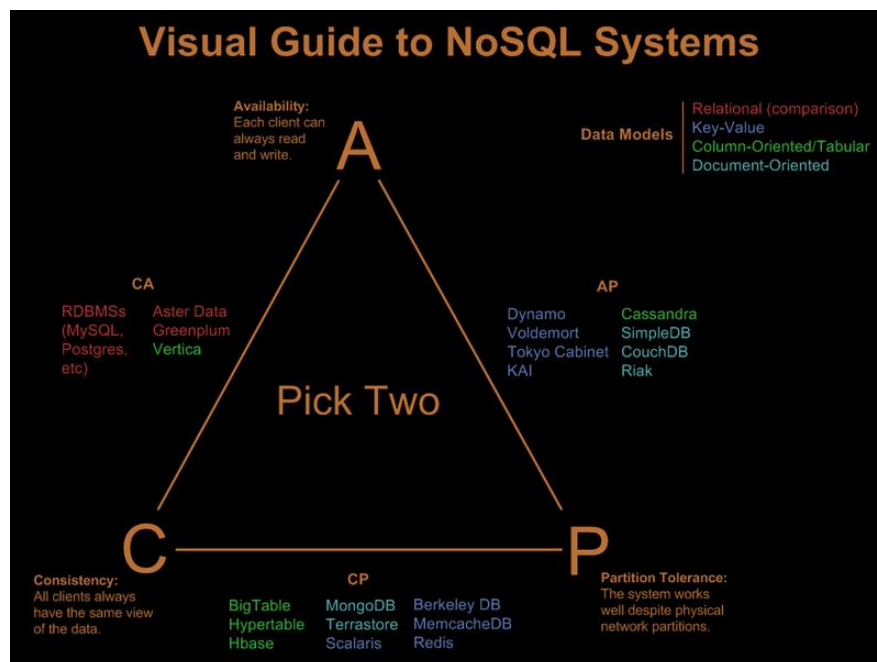 Visual Guide to NoSQL Systems
Availability:
Each client can
always read
and write.
A
Data Models
Relational (comparison)
Key-Value
Column-Oriented/Tabular
Document-Oriented
CA
RDBMSs
(MySQL,
Postgres,
etc)
Aster Data
Greenplum
Vertica
AP
Dynamo
Voldemort
Tokyo Cabinet
KAI
Cassandra
SimpleDB
CouchDB
Riak
Pick Two
C
Consistency:
All clients always
have the same view
of the data.
CP
BigTable
Hypertable
Hbase
MongoDB
Terrastore
Scalaris
Berkeley DB
MemcacheDB
Redis
P
Partition Tolerance:
The system works
well despite physical
network partitions.